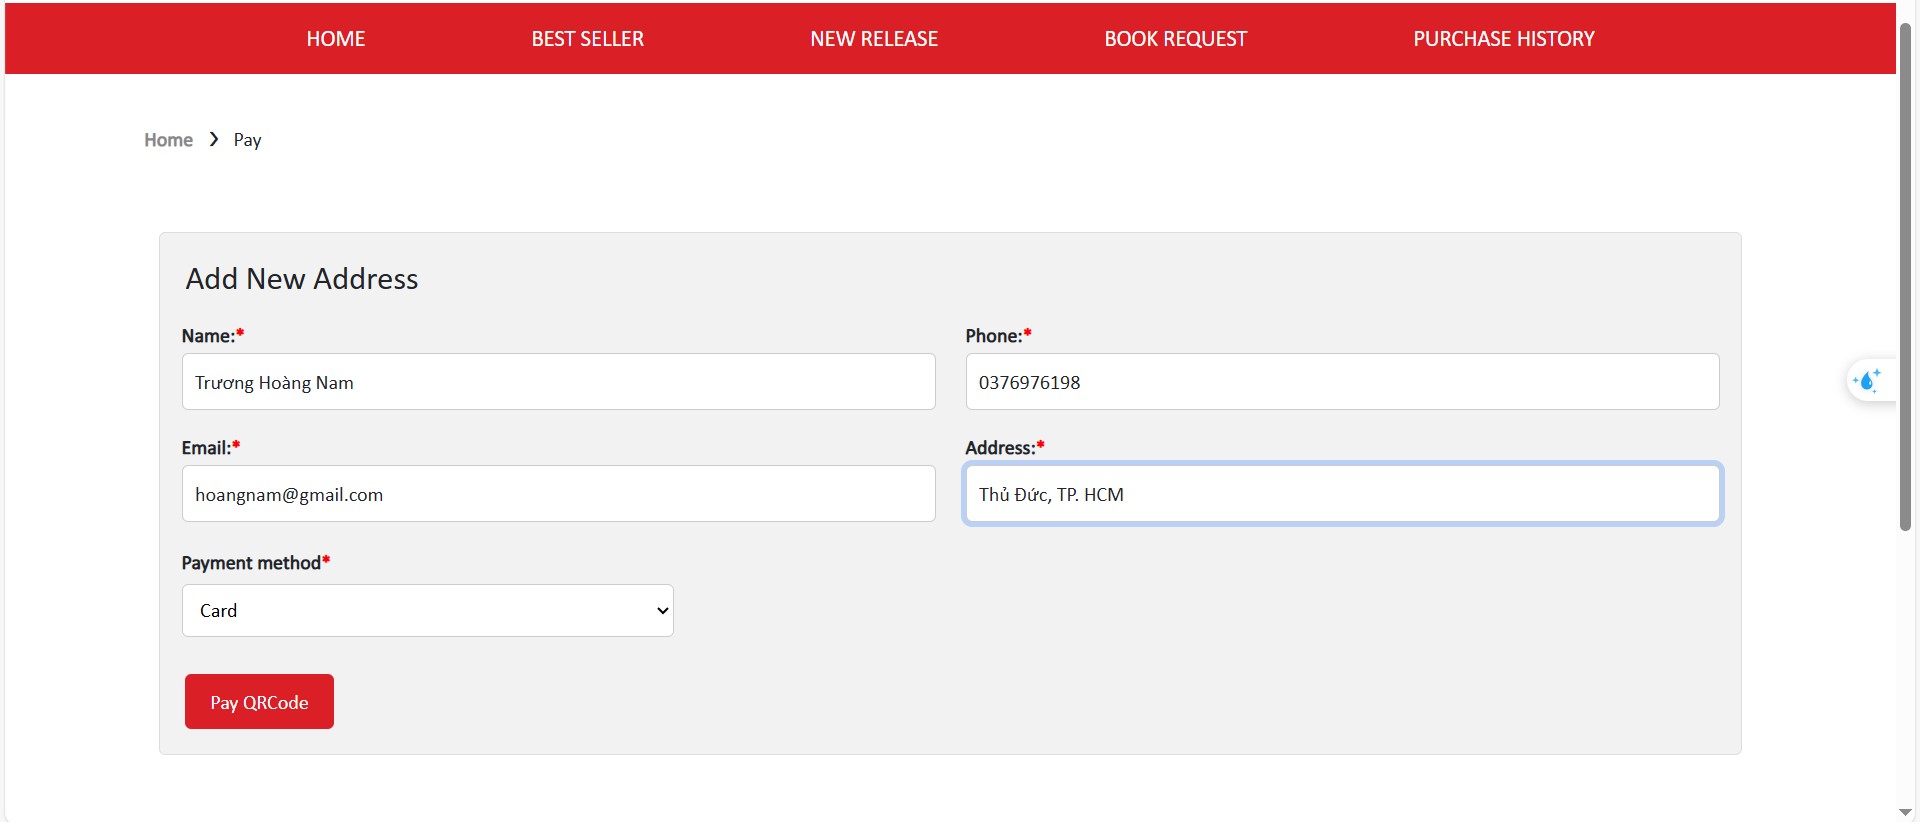 HOME BEST SELLER NEW RELEASE BOOK REQUEST PURCHASE HISTORY
Home > Pay
Add New Address
Name:* Phone:*
Trương Hoàng Nam 0376976198
Email:* Address:*
hoangnam@gmail.com Thủ Đức, TP. HCM
Payment method*
Card
Pay QRCode